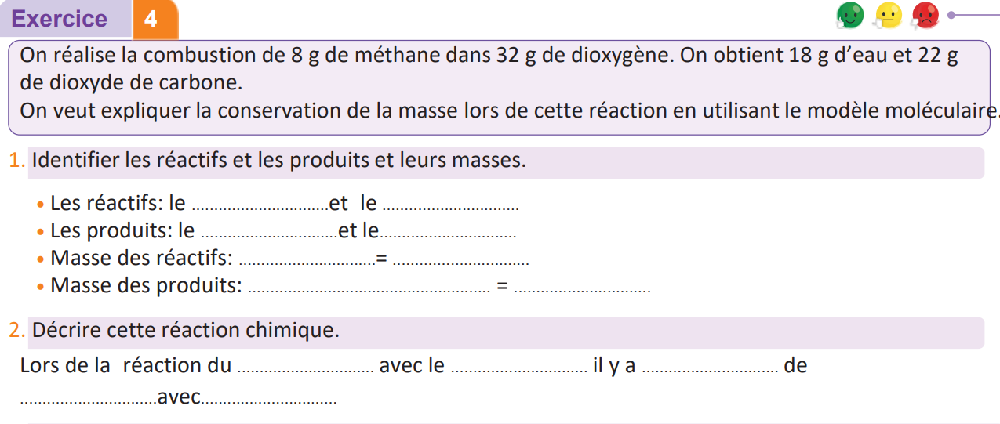 Exercice 4
On réalise la combustion de 8 g de méthane dans 32 g de dioxygène. On obtient 18 g d’eau et 22 g
de dioxyde de carbone.
On veut expliquer la conservation de la masse lors de cette réaction en utilisant le modèle moléculaire.
1. Identifier les réactifs et les produits et leurs masses.
• Les réactifs: le ...............................et le ...............................
• Les produits: le ...............................et le...............................
• Masse des réactifs: ...............................= ...............................
• Masse des produits: ....................................................... = ...............................
2. Décrire cette réaction chimique.
Lors de la réaction du ............................... avec le ............................... il y a ............................... de
...............................avec...............................